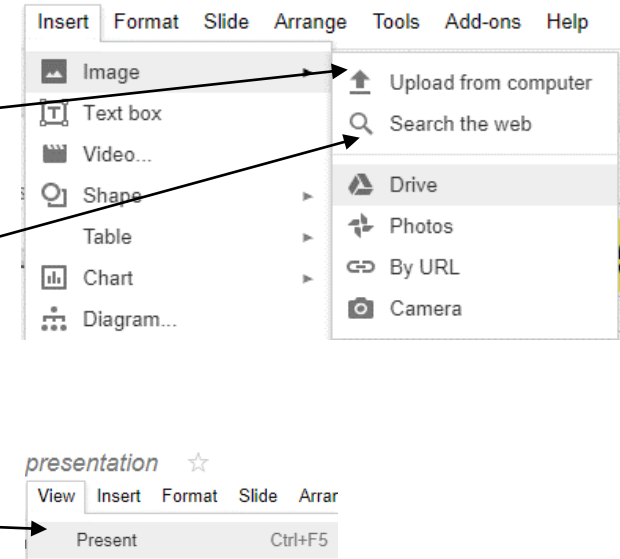 Insert Format Slide Arrange Tools Add-ons Help
Image
Text box
Video...
Shape
Table
Chart
Diagram...
Upload from computer
Search the web
Drive
Photos
By URL
Camera
presentation
View Insert Format Slide Arrar
Present Ctrl+F5